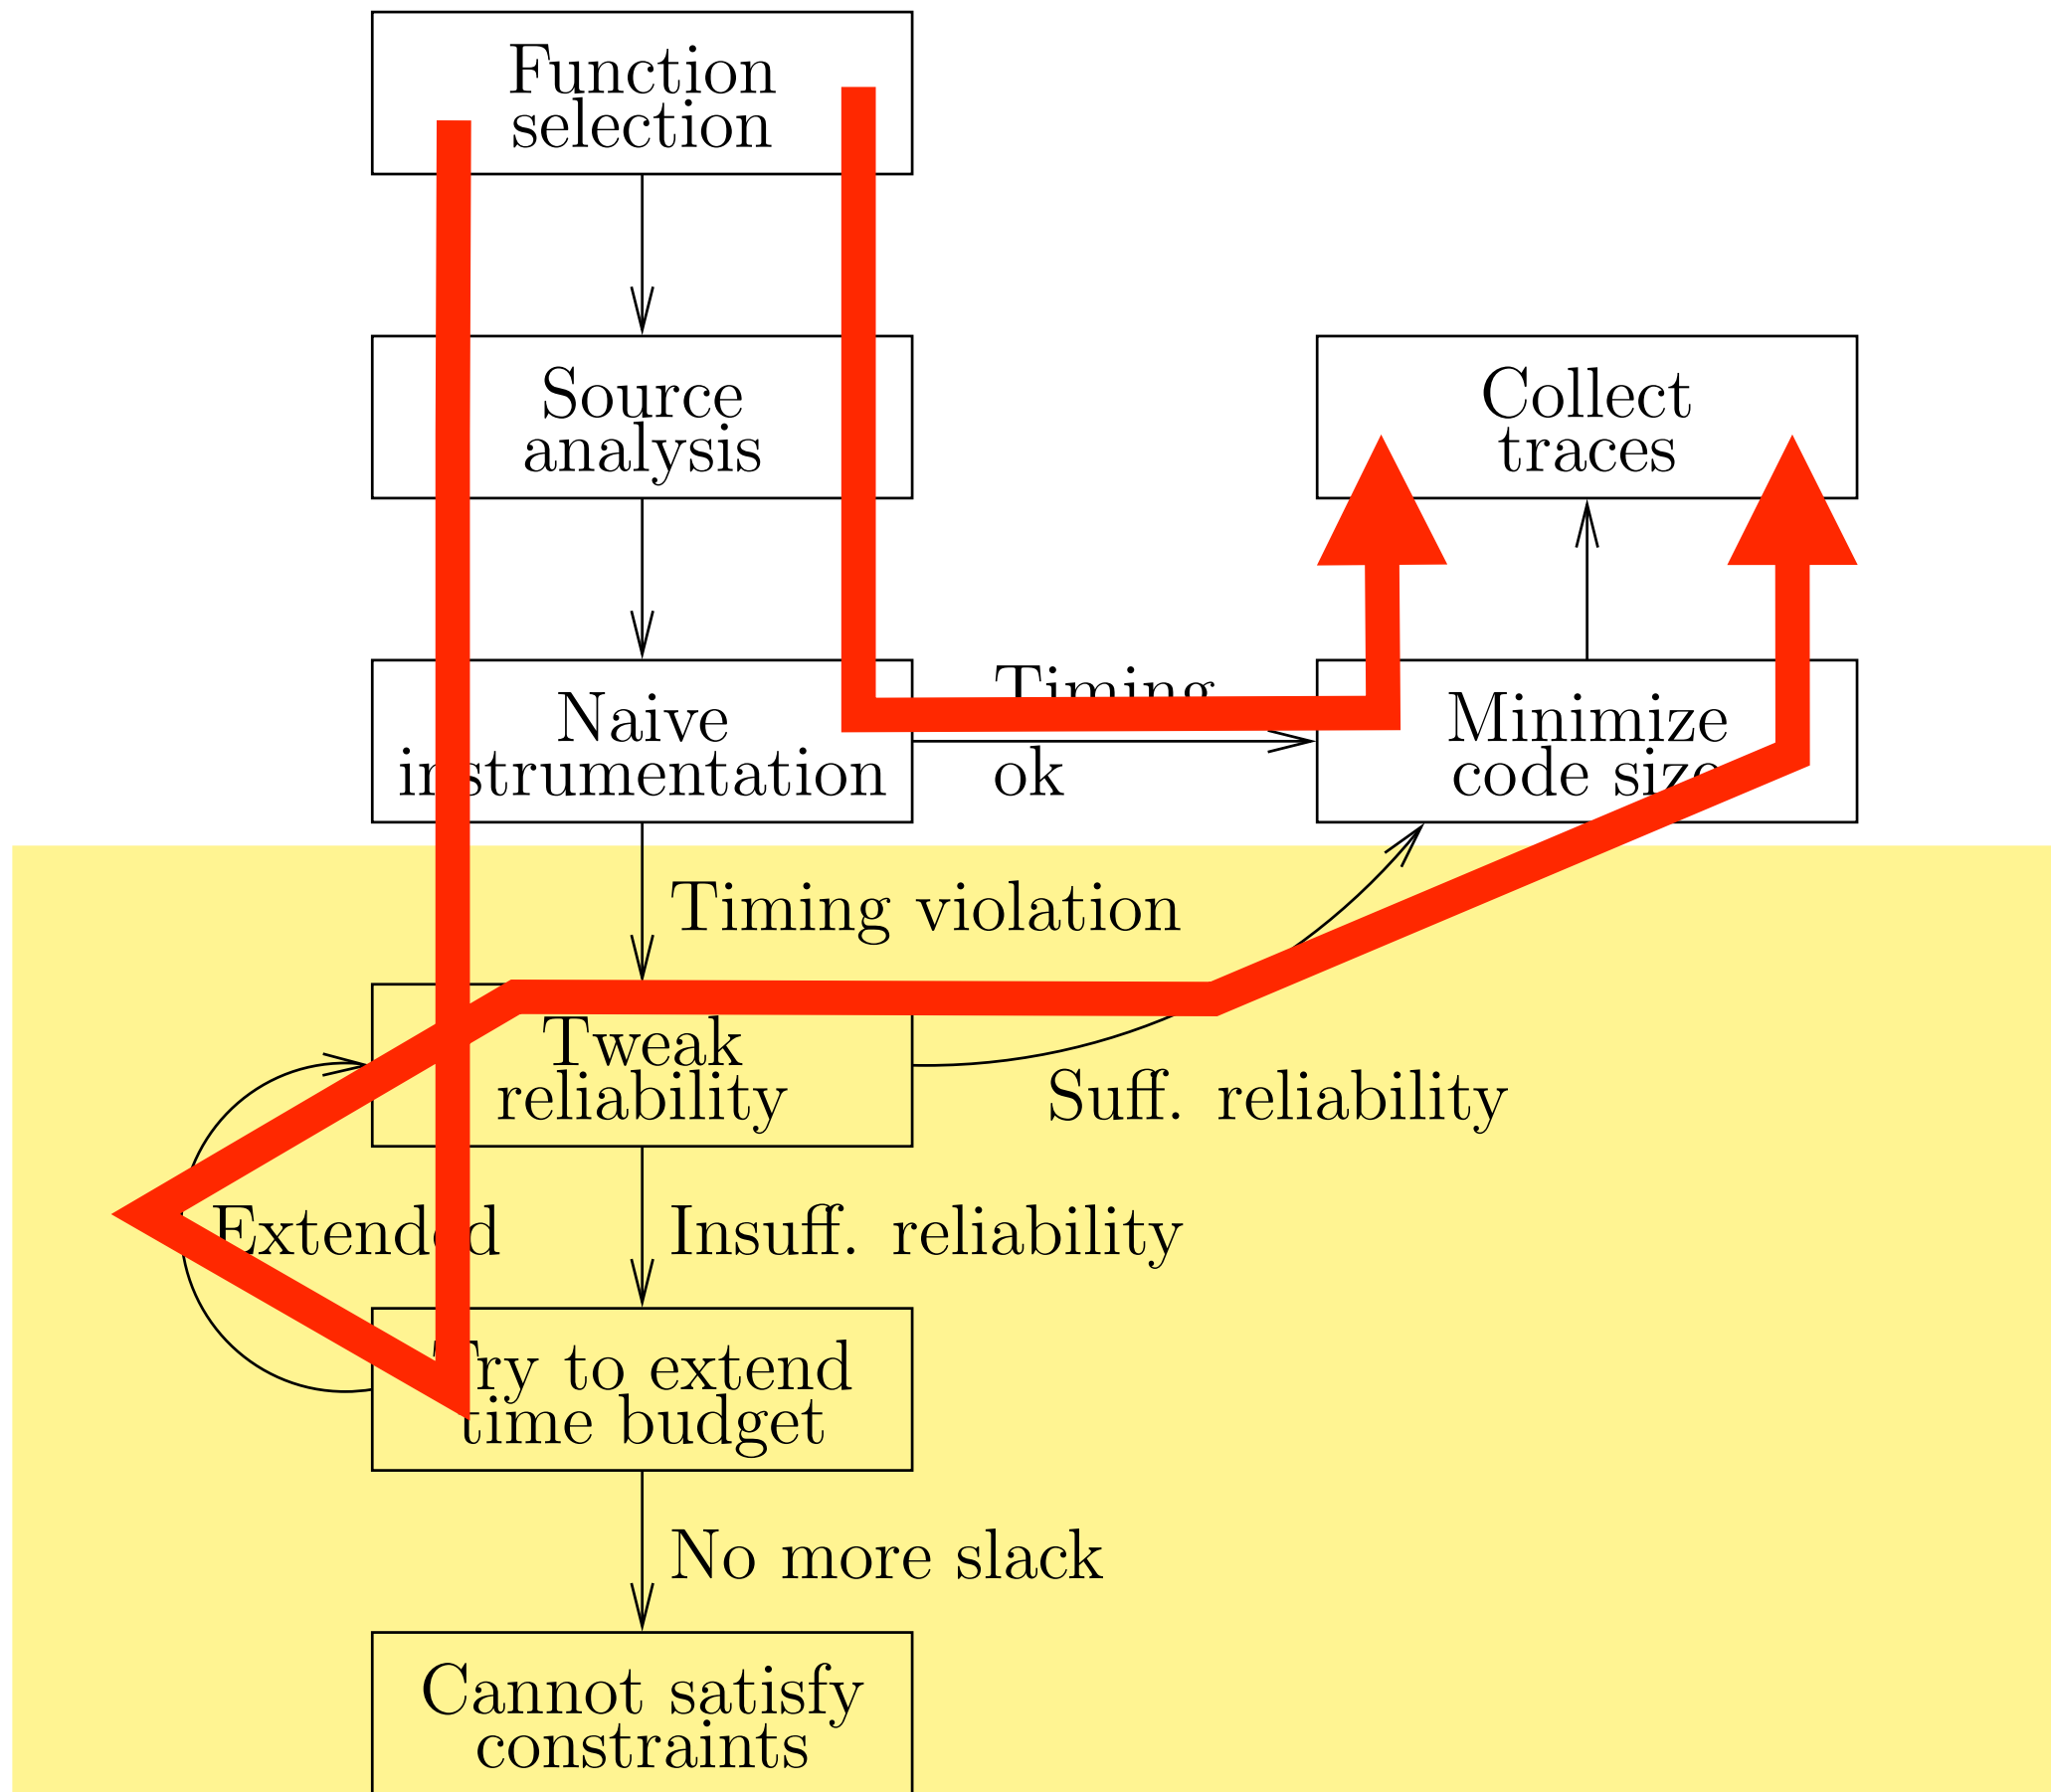 Function
selection
Source
analysis
Collect
traces
Naive
instrumentation
Timing
ok
Minimize
code size
Timing violation
Tweak
reliability
Suff. reliability
Extended
Insuff. reliability
Try to extend
time budget
No more slack
Cannot satisfy
constraints